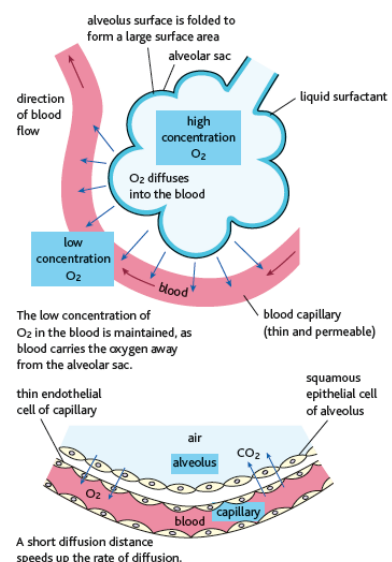 alveolus surface is folded to
form a large surface area
alveolar sac
direction
of blood
flow
liquid surfactant
high
concentration
O2
O2 diffuses
into the blood
low
concentration
O2
blood
The low concentration of
O2 in the blood is maintained, as
blood carries the oxygen away
from the alveolar sac.
blood capillary
(thin and permeable)
thin endothelial
cell of capillary
squamous
epithelial cell
of alveolus
air
alveolus
CO2
O2
capillary
blood
A short diffusion distance
speeds up the rate of diffusion.